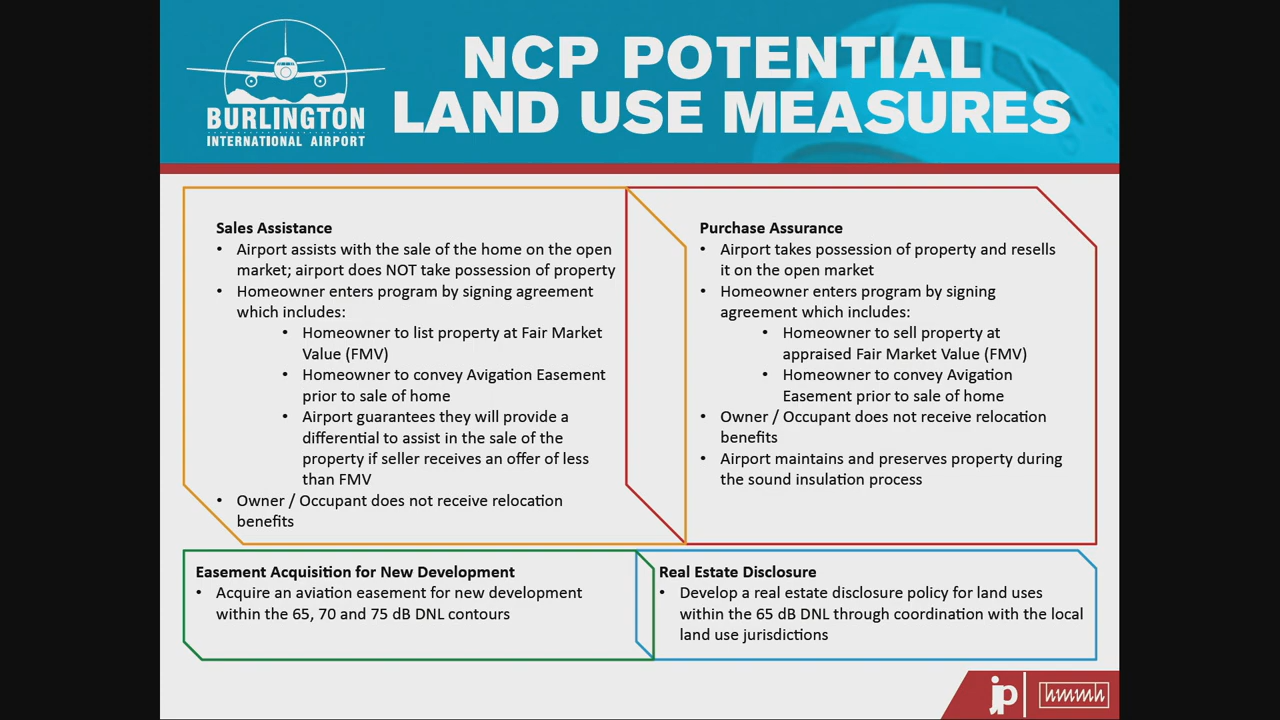 BURLINGTON
INTERNATIONAL AIRPORT
NCP POTENTIAL
LAND USE MEASURES
Sales Assistance
• Airport assists with the sale of the home on the open
market; airport does NOT take possession of property
• Homeowner enters program by signing agreement
which includes:
• Homeowner to list property at Fair Market
Value (FMV)
• Homeowner to convey Avigation Easement
prior to sale of home
• Airport guarantees they will provide a
differential to assist in the sale of the
property if seller receives an offer of less
than FMV
• Owner / Occupant does not receive relocation
benefits
Purchase Assurance
• Airport takes possession of property and resells
it on the open market
• Homeowner enters program by signing
agreement which includes:
• Homeowner to sell property at
appraised Fair Market Value (FMV)
• Homeowner to convey Avigation
Easement prior to sale of home
• Owner / Occupant does not receive relocation
benefits
• Airport maintains and preserves property during
the sound insulation process
Easement Acquisition for New Development
• Acquire an aviation easement for new development
within the 65, 70 and 75 dB DNL contours
Real Estate Disclosure
• Develop a real estate disclosure policy for land uses
within the 65 dB DNL through coordination with the local
land use jurisdictions
jp
hmmh